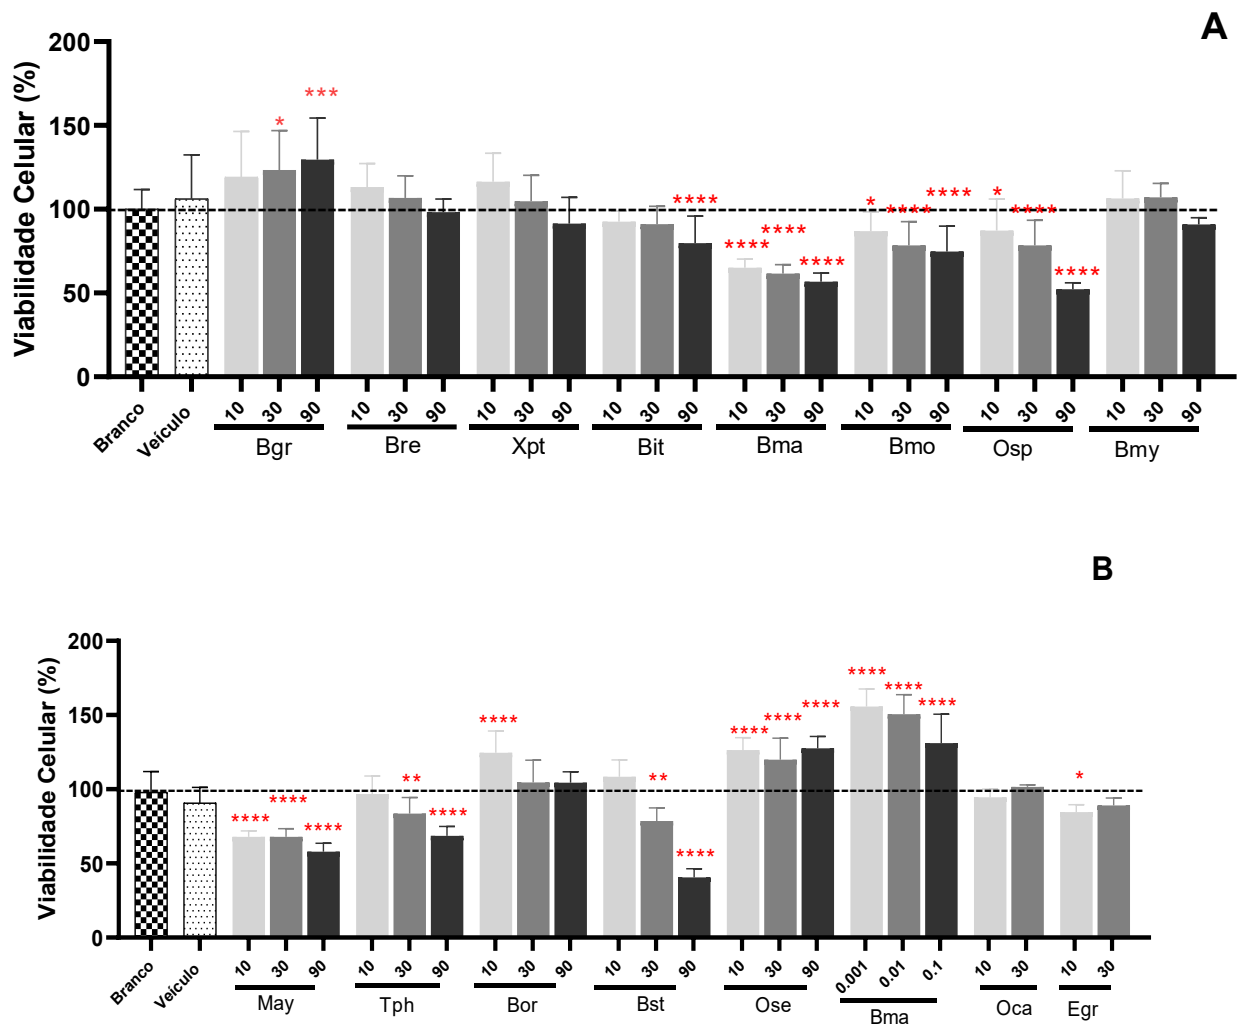 A
Viabilidade Celular (%)
200
150
100
50
0
* *** **** **** **** **** * **** **** * **** ****
Branco Veículo 10 30 90 10 30 90 10 30 90 10 30 90 10 30 90 10 30 90 10 30 90 10 30 90
Bgr Bre Xpt Bit Bma Bmo Osp Bmy
B
Viabilidade Celular (%)
200
150
100
50
0
**** **** **** ** **** **** ** **** **** **** **** **** **** **** *
Branco Veículo 10 30 90 10 30 90 10 30 90 10 30 90 10 30 90 0.001 0.01 0.1 10 30 10 30
May Tph Bor Bst Ose Bma Oca Egr